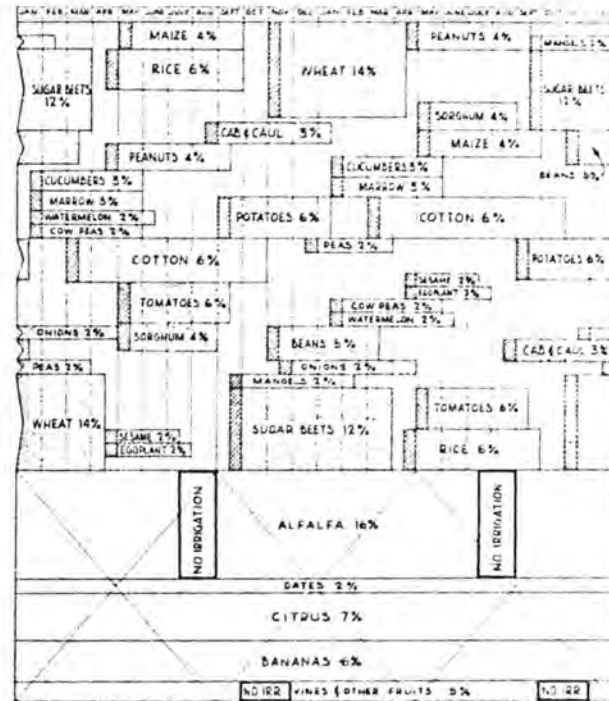 JAN FEB MAR APR MAY JUNE JULY AUG SEPT OCT NOV DEC JAN FEB MAR APR MAY JUNE JULY AUG SEPT
MAIZE 4%
PEANUTS 4%
MANGELS 2%
RICE 6%
WHEAT 14%
SUGAR BEETS
12%
SUGAR BEETS
12%
SORGHUM 4%
CAB & CAUL 3%
MAIZE 4%
PEANUTS 4%
CUCUMBERS 3%
BEANS 5%
CUCUMBERS 3%
MARROW 3%
MARROW 3%
WATERMELON 2%
POTATOES 6%
COTTON 6%
COW PEAS 2%
PEAS 2%
COTTON 6%
POTATOES 6%
SESAME 2%
EGGPLANT 2%
TOMATOES 6%
COW PEAS 2%
WATERMELON 2%
ONIONS 2%
SORGHUM 4%
BEANS 5%
CAB & CAUL 3%
PEAS 2%
ONIONS 2%
MANGELS 2%
WHEAT 14%
TOMATOES 6%
SUGAR BEETS 12%
SESAME 2%
EGGPLANT 2%
RICE 6%
NO IRRIGATION
ALFALFA 16%
NO IRRIGATION
DATES 2%
CITRUS 7%
BANANAS 6%
NO IRR VINES & OTHER FRUITS 5% NO IRR